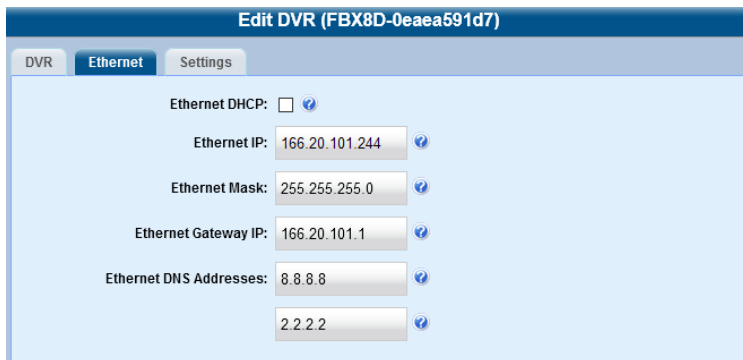 Edit DVR (FBX8D-0eaea591d7)
DVR Ethernet Settings
Ethernet DHCP: ?
Ethernet IP: 166.20.101.244 ?
Ethernet Mask: 255.255.255.0 ?
Ethernet Gateway IP: 166.20.101.1 ?
Ethernet DNS Addresses: 8.8.8.8 ?
2.2.2.2 ?